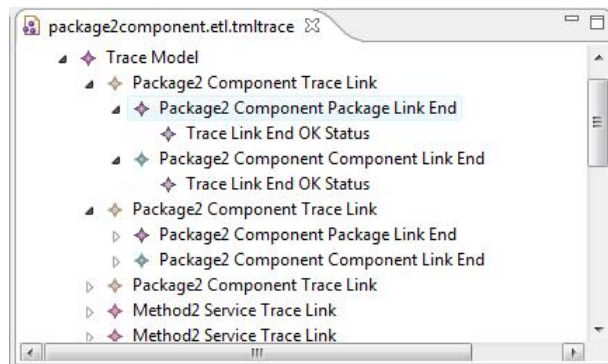 package2component.etl.tmltrace
Trace Model
Package2 Component Trace Link
Package2 Component Package Link End
Trace Link End OK Status
Package2 Component Component Link End
Trace Link End OK Status
Package2 Component Trace Link
Package2 Component Package Link End
Package2 Component Component Link End
Package2 Component Trace Link
Method2 Service Trace Link
Method2 Service Trace Link